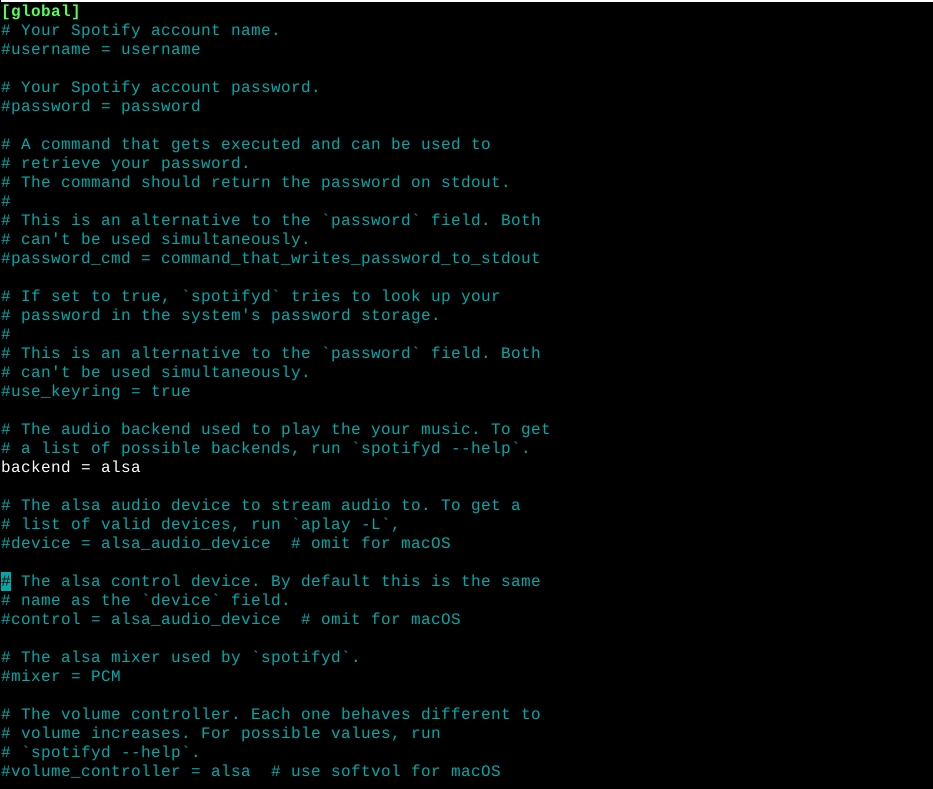 [global]
# Your Spotify account name.
#username = username
# Your Spotify account password.
#password = password
# A command that gets executed and can be used to
# retrieve your password.
# The command should return the password on stdout.
#
# This is an alternative to the `password` field. Both
# can't be used simultaneously.
#password_cmd = command_that_writes_password_to_stdout
# If set to true, `spotifyd` tries to look up your
# password in the system's password storage.
#
# This is an alternative to the `password` field. Both
# can't be used simultaneously.
#use_keyring = true
# The audio backend used to play the your music. To get
# a list of possible backends, run `spotifyd --help`.
backend = alsa
# The alsa audio device to stream audio to. To get a
# list of valid devices, run `aplay -L`,
#device = alsa_audio_device  # omit for macOS
# The alsa control device. By default this is the same
# name as the `device` field.
#control = alsa_audio_device  # omit for macOS
# The alsa mixer used by `spotifyd`.
#mixer = PCM
# The volume controller. Each one behaves different to
# volume increases. For possible values, run
# `spotifyd --help`.
#volume_controller = alsa  # use softvol for macOS